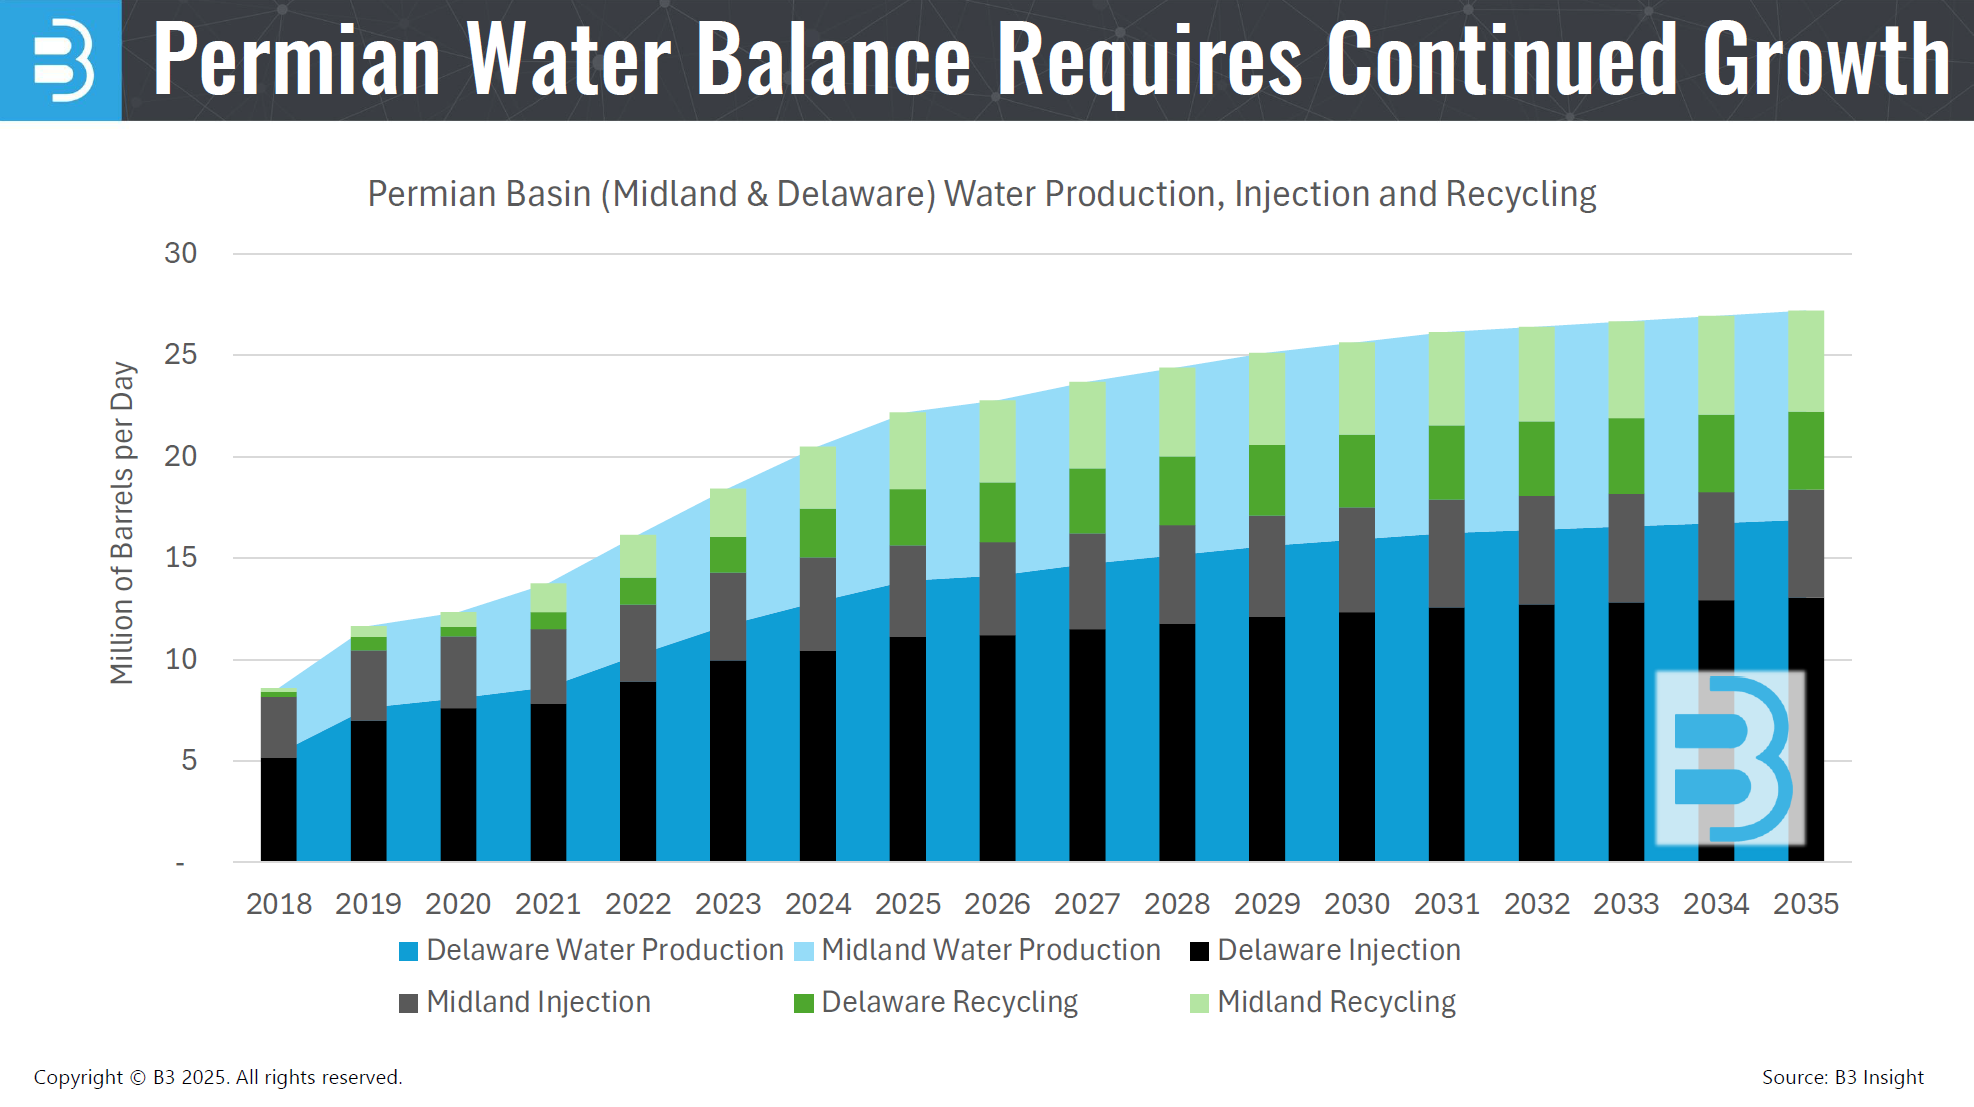 Permian Water Balance Requires Continued Growth
Permian Basin (Midland & Delaware) Water Production, Injection and Recycling
Million of Barrels per Day
30
25
20
15
10
5
-
2018 2019 2020 2021 2022 2023 2024 2025 2026 2027 2028 2029 2030 2031 2032 2033 2034 2035
Delaware Water Production Midland Water Production Delaware Injection
Midland Injection Delaware Recycling Midland Recycling
Copyright © B3 2025. All rights reserved.
Source: B3 Insight